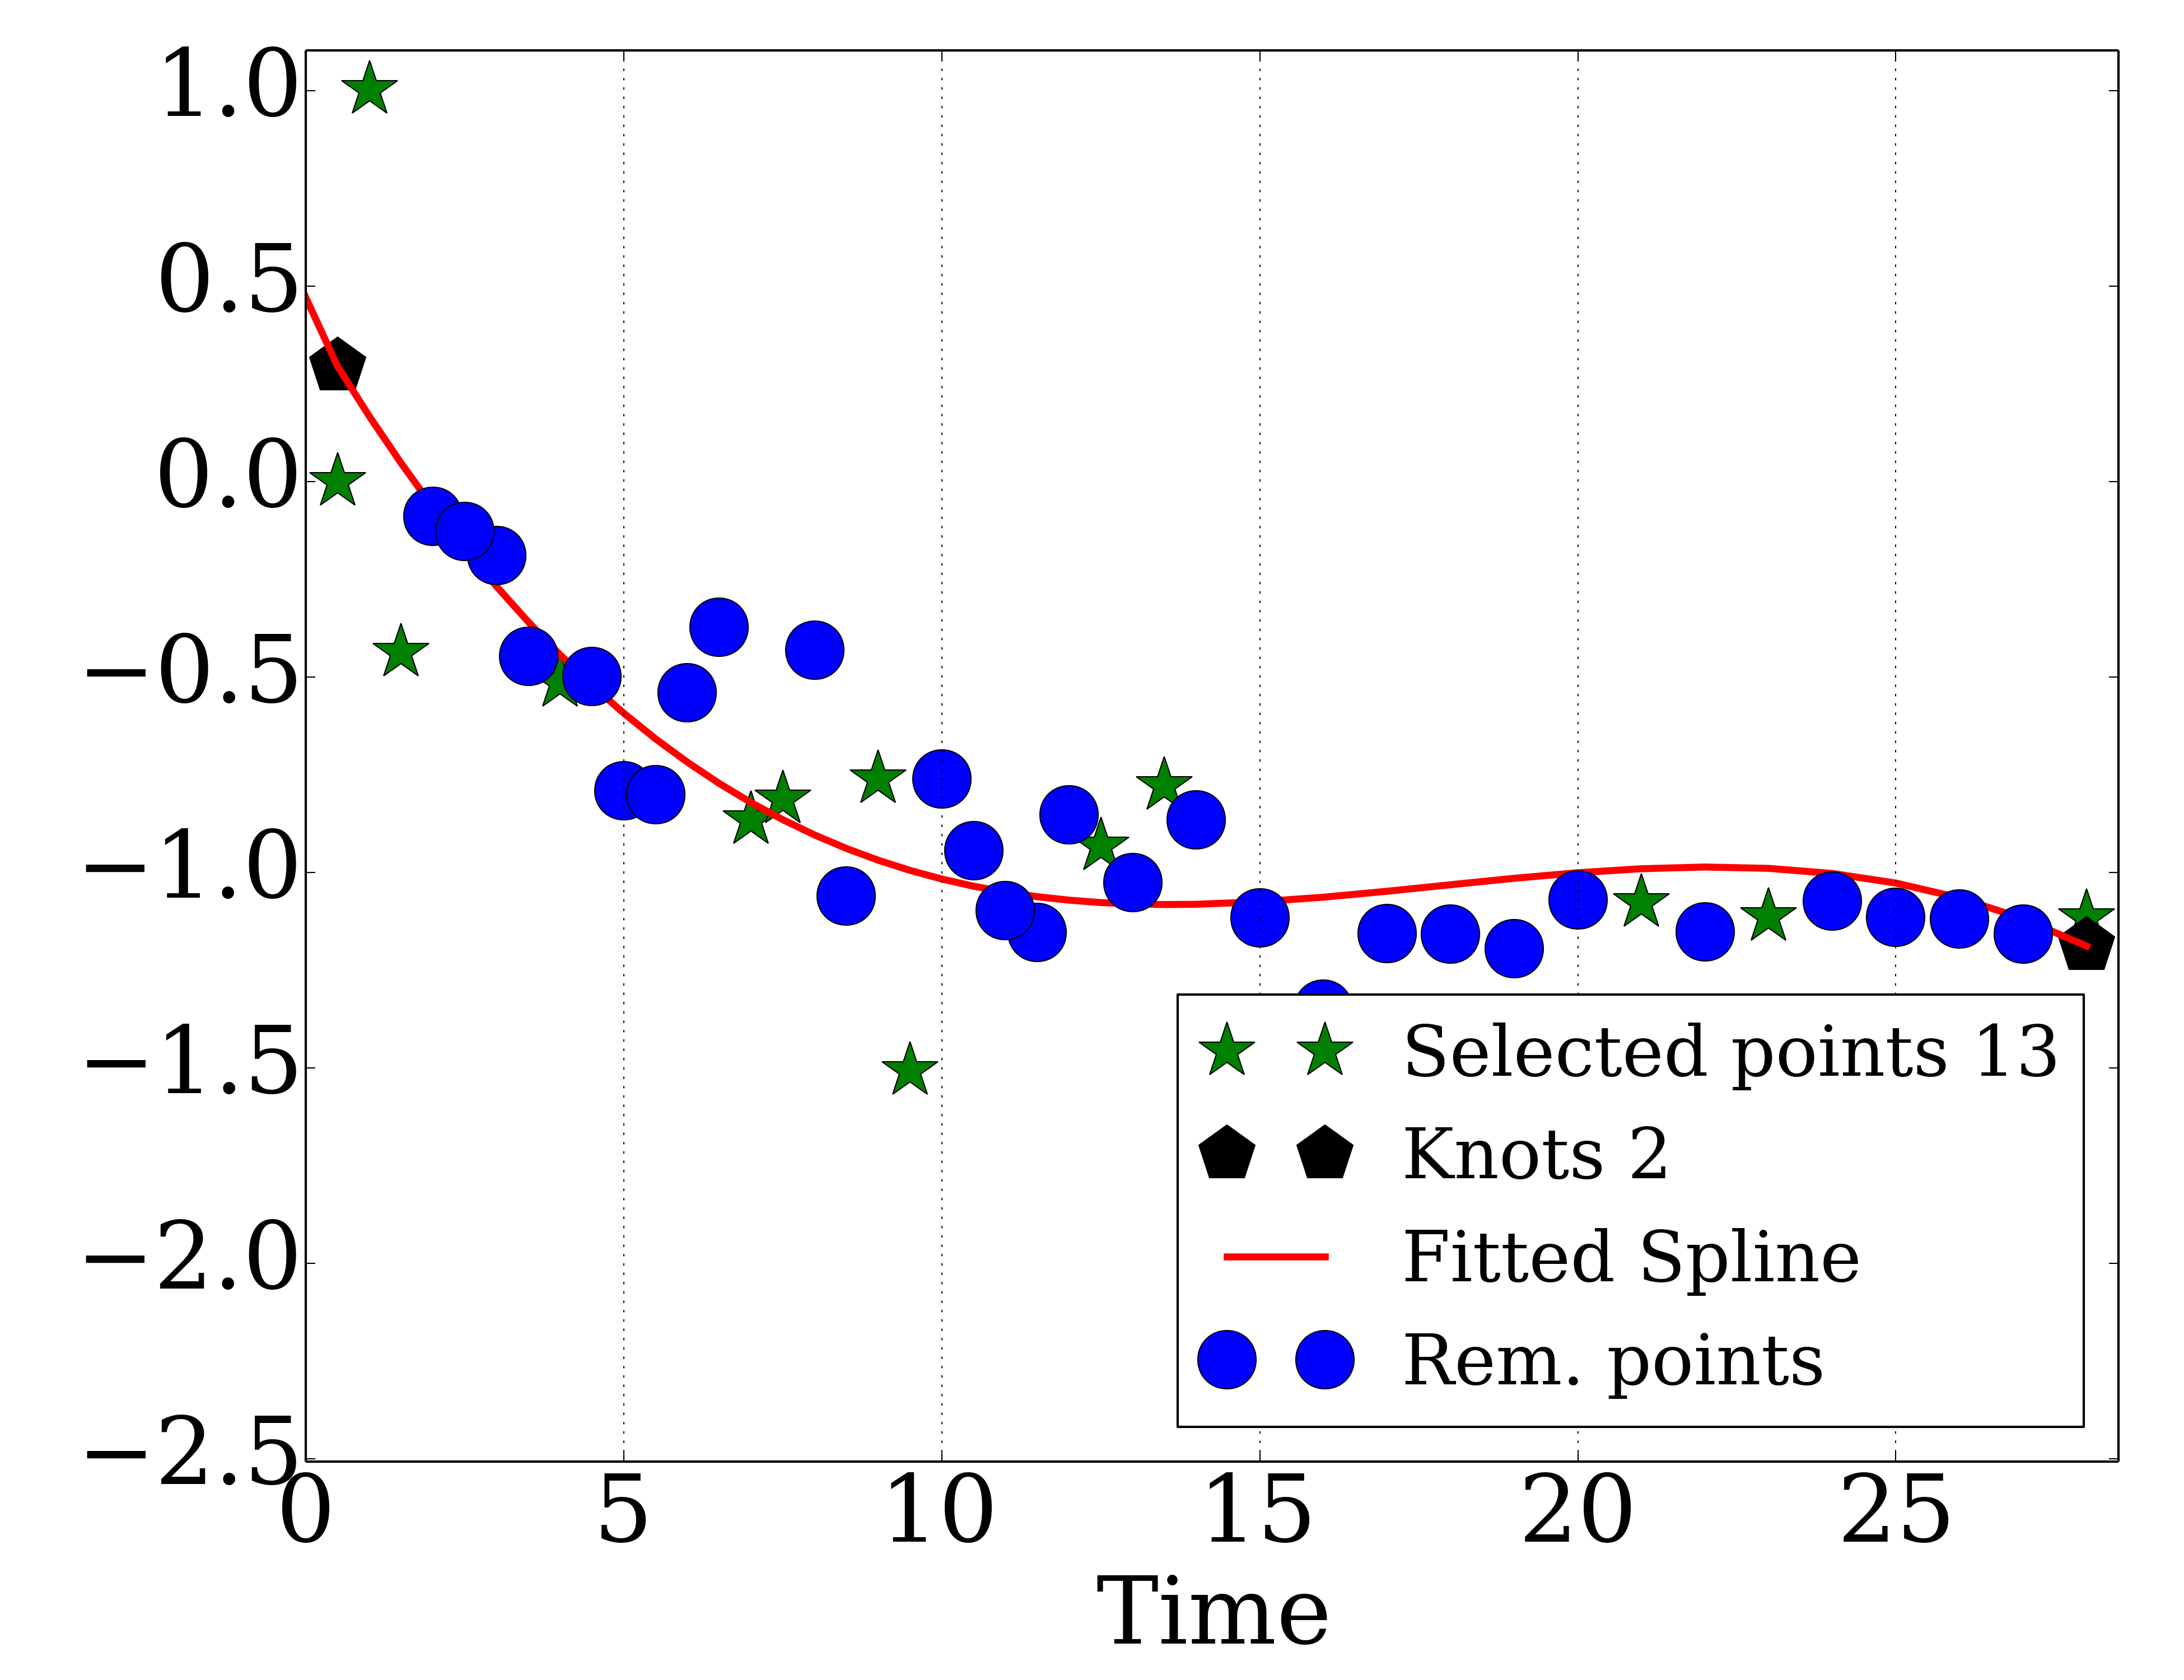 1.0
0.5
0.0
−0.5
−1.0
−1.5
−2.0
−2.5
0 5 10 15 20 25
Time
Selected points 13
Knots 2
Fitted Spline
Rem. points